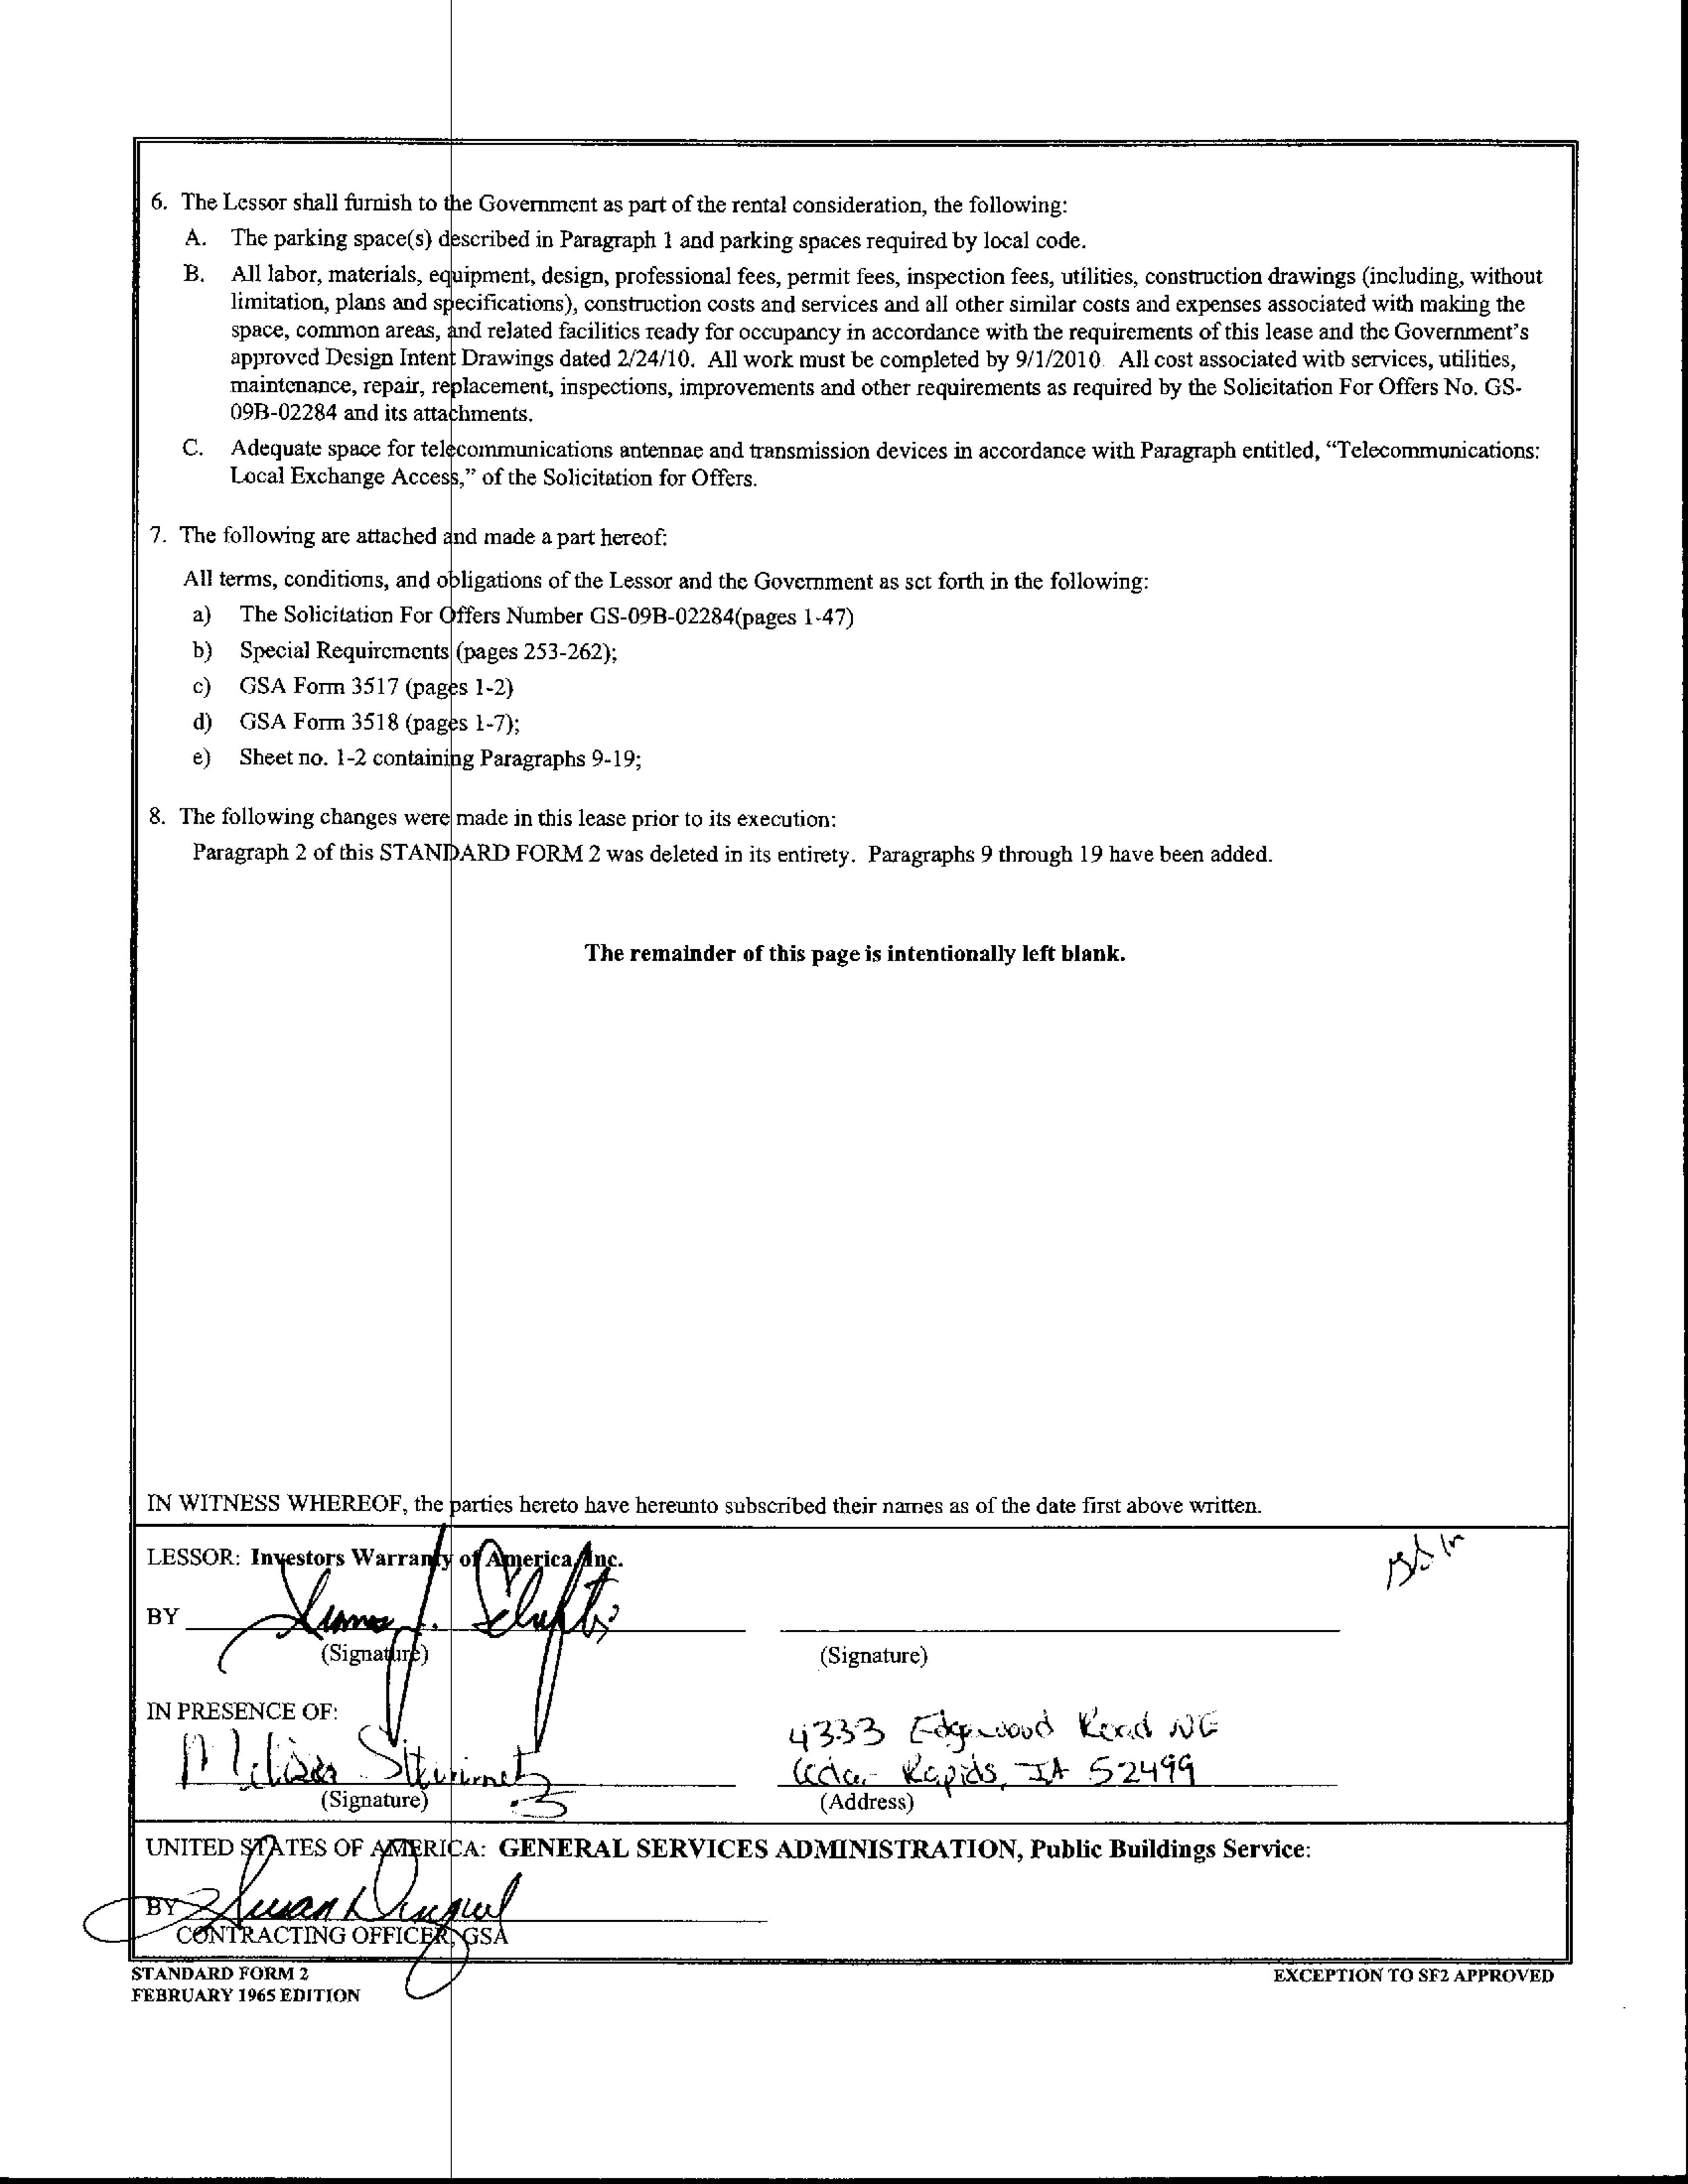 6. The Lessor shall furnish to the Government as part of the rental consideration, the following:
A. The parking space(s) described in Paragraph 1 and parking spaces required by local code.
B. All labor, materials, equipment, design, professional fees, permit fees, inspection fees, utilities, construction drawings (including, without
limitation, plans and specifications), construction costs and services and all other similar costs and expenses associated with making the
space, common areas, and related facilities ready for occupancy in accordance with the requirements of this lease and the Government's
approved Design Intent Drawings dated 2/24/10. All work must be completed by 9/1/2010. All cost associated with services, utilities,
maintenance, repair, replacement, inspections, improvements and other requirements as required by the Solicitation For Offers No. GS-
09B-02284 and its attachments.
C. Adequate space for telecommunications antennae and transmission devices in accordance with Paragraph entitled, "Telecommunications:
Local Exchange Access," of the Solicitation for Offers.
7. The following are attached and made a part hereof:
All terms, conditions, and obligations of the Lessor and the Government as set forth in the following:
a) The Solicitation For Offers Number GS-09B-02284(pages 1-47)
b) Special Requirements (pages 253-262);
c) GSA Form 3517 (pages 1-2)
d) GSA Form 3518 (pages 1-7);
e) Sheet no. 1-2 containing Paragraphs 9-19;
8. The following changes were made in this lease prior to its execution:
Paragraph 2 of this STANDARD FORM 2 was deleted in its entirety. Paragraphs 9 through 19 have been added.
The remainder of this page is intentionally left blank.
IN WITNESS WHEREOF, the parties hereto have hereunto subscribed their names as of the date first above written.
LESSOR: Investors Warranty of America, Inc.
BY
(Signature) (Signature)
IN PRESENCE OF:
4333 Edgewood Road NE
Melissa Cedar Rapids, IA 52499
(Signature) (Address)
UNITED STATES OF AMERICA: GENERAL SERVICES ADMINISTRATION, Public Buildings Service:
BY Susan
CONTRACTING OFFICER, GSA
STANDARD FORM 2 EXCEPTION TO SF2 APPROVED
FEBRUARY 1965 EDITION